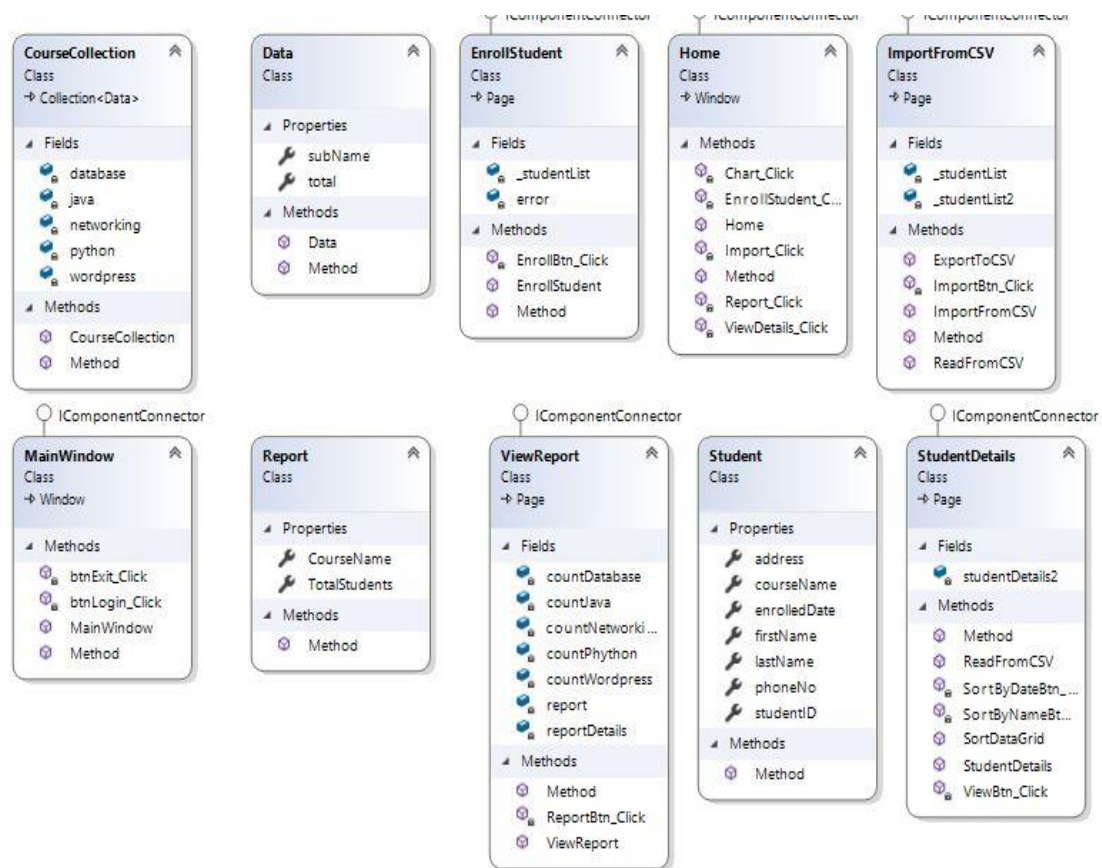 IComponentConnector
IComponentConnector
IComponentConnector
CourseCollection
Class
Collection<Data>
Fields
database
java
networking
python
wordpress
Methods
CourseCollection
Method
Data
Class
Properties
subName
total
Methods
Data
Method
EnrollStudent
Class
Page
Fields
_studentList
error
Methods
EnrollBtn_Click
EnrollStudent
Method
Home
Class
Window
Methods
Chart_Click
EnrollStudent_C...
Home
Import_Click
Method
Report_Click
ViewDetails_Click
ImportFromCSV
Class
Page
Fields
_studentList
_studentList2
Methods
ExportToCSV
ImportBtn_Click
ImportFromCSV
Method
ReadFromCSV
IComponentConnector
MainWindow
Class
Window
Methods
btnExit_Click
btnLogin_Click
MainWindow
Method
Report
Class
Properties
CourseName
TotalStudents
Methods
Method
IComponentConnector
ViewReport
Class
Page
Fields
countDatabase
countJava
countNetworki...
countPhython
countWordpress
report
reportDetails
Methods
Method
ReportBtn_Click
ViewReport
Student
Class
Properties
address
courseName
enrolledDate
firstName
lastName
phoneNo
studentID
Methods
Method
IComponentConnector
StudentDetails
Class
Page
Fields
studentDetails2
Methods
Method
ReadFromCSV
SortByDateBtn_...
SortByNameBt...
SortDataGrid
StudentDetails
ViewBtn_Click